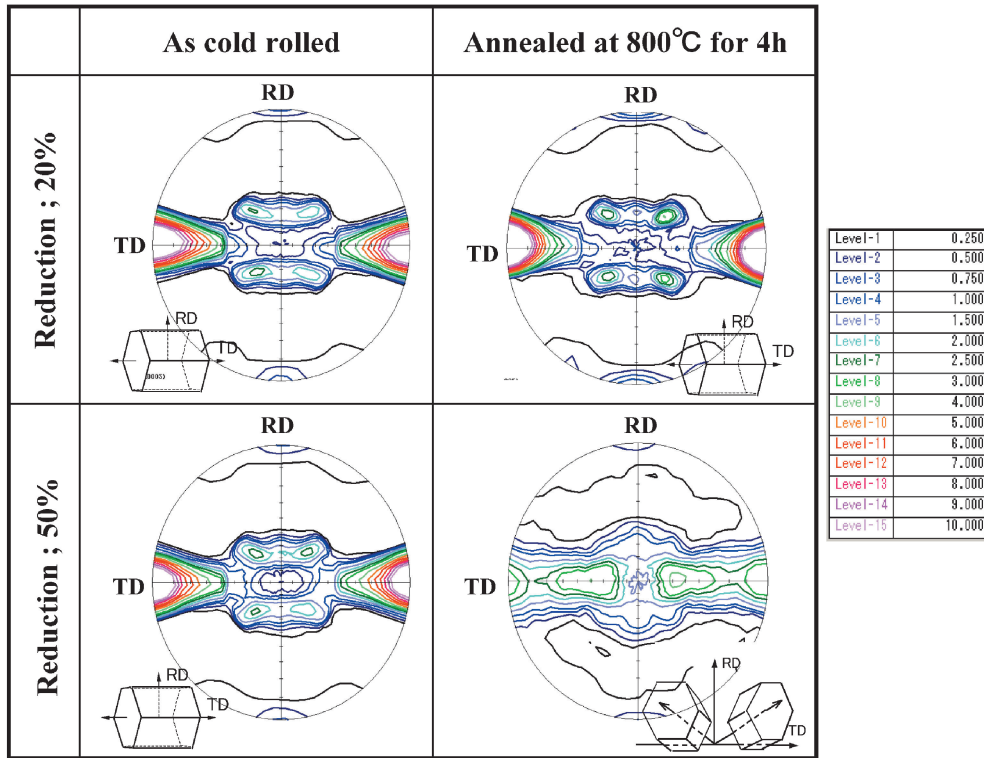 As cold rolled
Annealed at 800℃ for 4h
Reduction ; 20%
RD
TD
RD
TD
RD
TD
RD
TD
Reduction ; 50%
RD
TD
RD
TD
RD
TD
RD
TD
Level-1 0.250
Level-2 0.500
Level-3 0.750
Level-4 1.000
Level-5 1.500
Level-6 2.000
Level-7 2.500
Level-8 3.000
Level-9 4.000
Level-10 5.000
Level-11 6.000
Level-12 7.000
Level-13 8.000
Level-14 9.000
Level-15 10.000